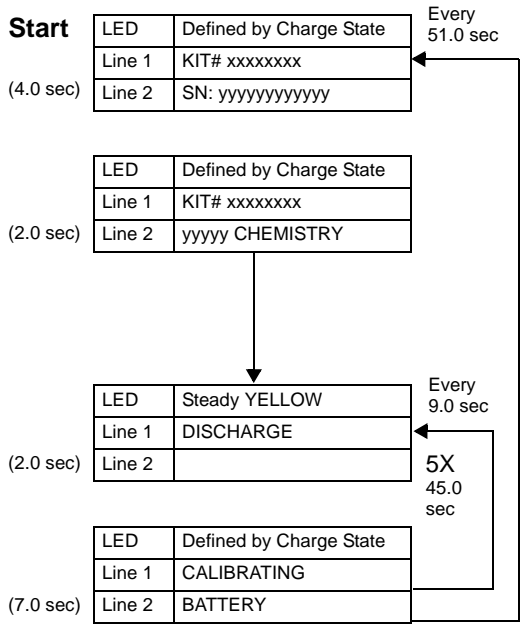 Start
LED Defined by Charge State
Every
51.0 sec
Line 1 KIT# xxxxxxxx
(4.0 sec) Line 2 SN: yyyyyyyyyyyy
LED Defined by Charge State
Line 1 KIT# xxxxxxxx
(2.0 sec) Line 2 yyyyy CHEMISTRY
LED Steady YELLOW
Every
9.0 sec
Line 1 DISCHARGE
(2.0 sec) Line 2
5X
45.0
sec
LED Defined by Charge State
Line 1 CALIBRATING
(7.0 sec) Line 2 BATTERY